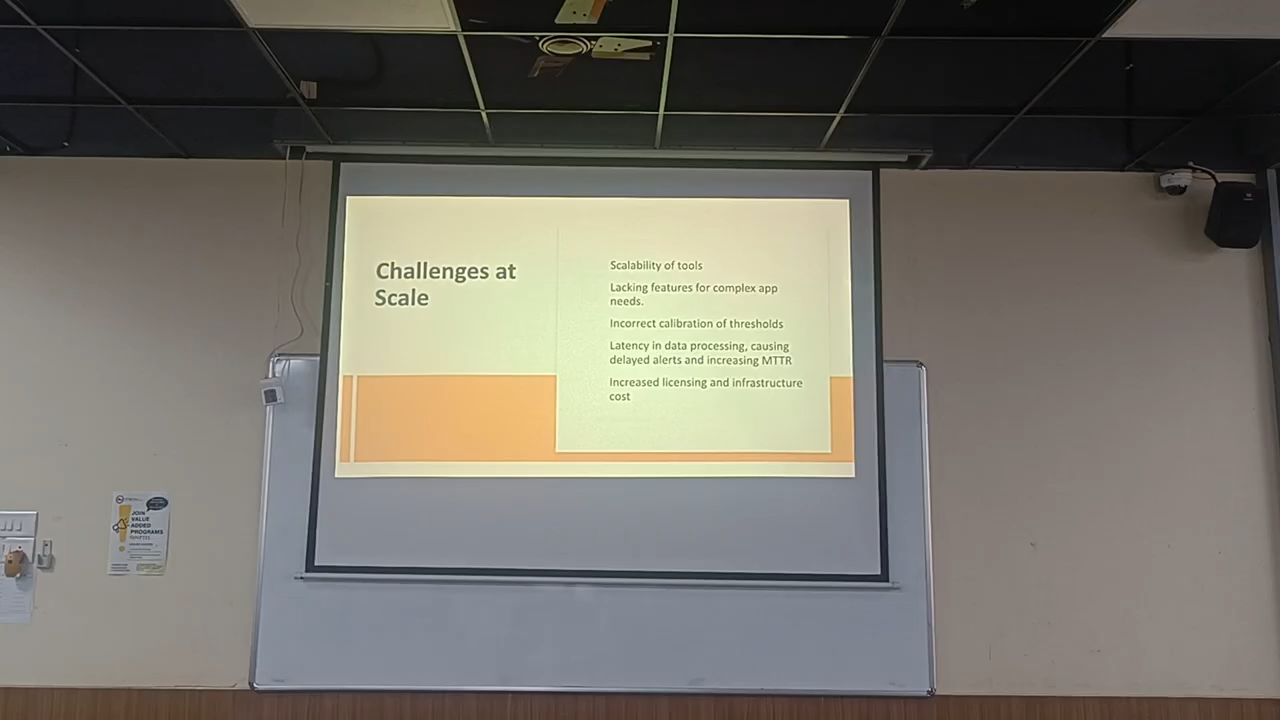 Challenges at
Scale
Scalability of tools
Lacking features for complex app
needs.
Incorrect calibration of thresholds
Latency in data processing, causing
delayed alerts and increasing MTTR
Increased licensing and infrastructure
cost
JOIN
VALUE
ADDED
PROGRAMS